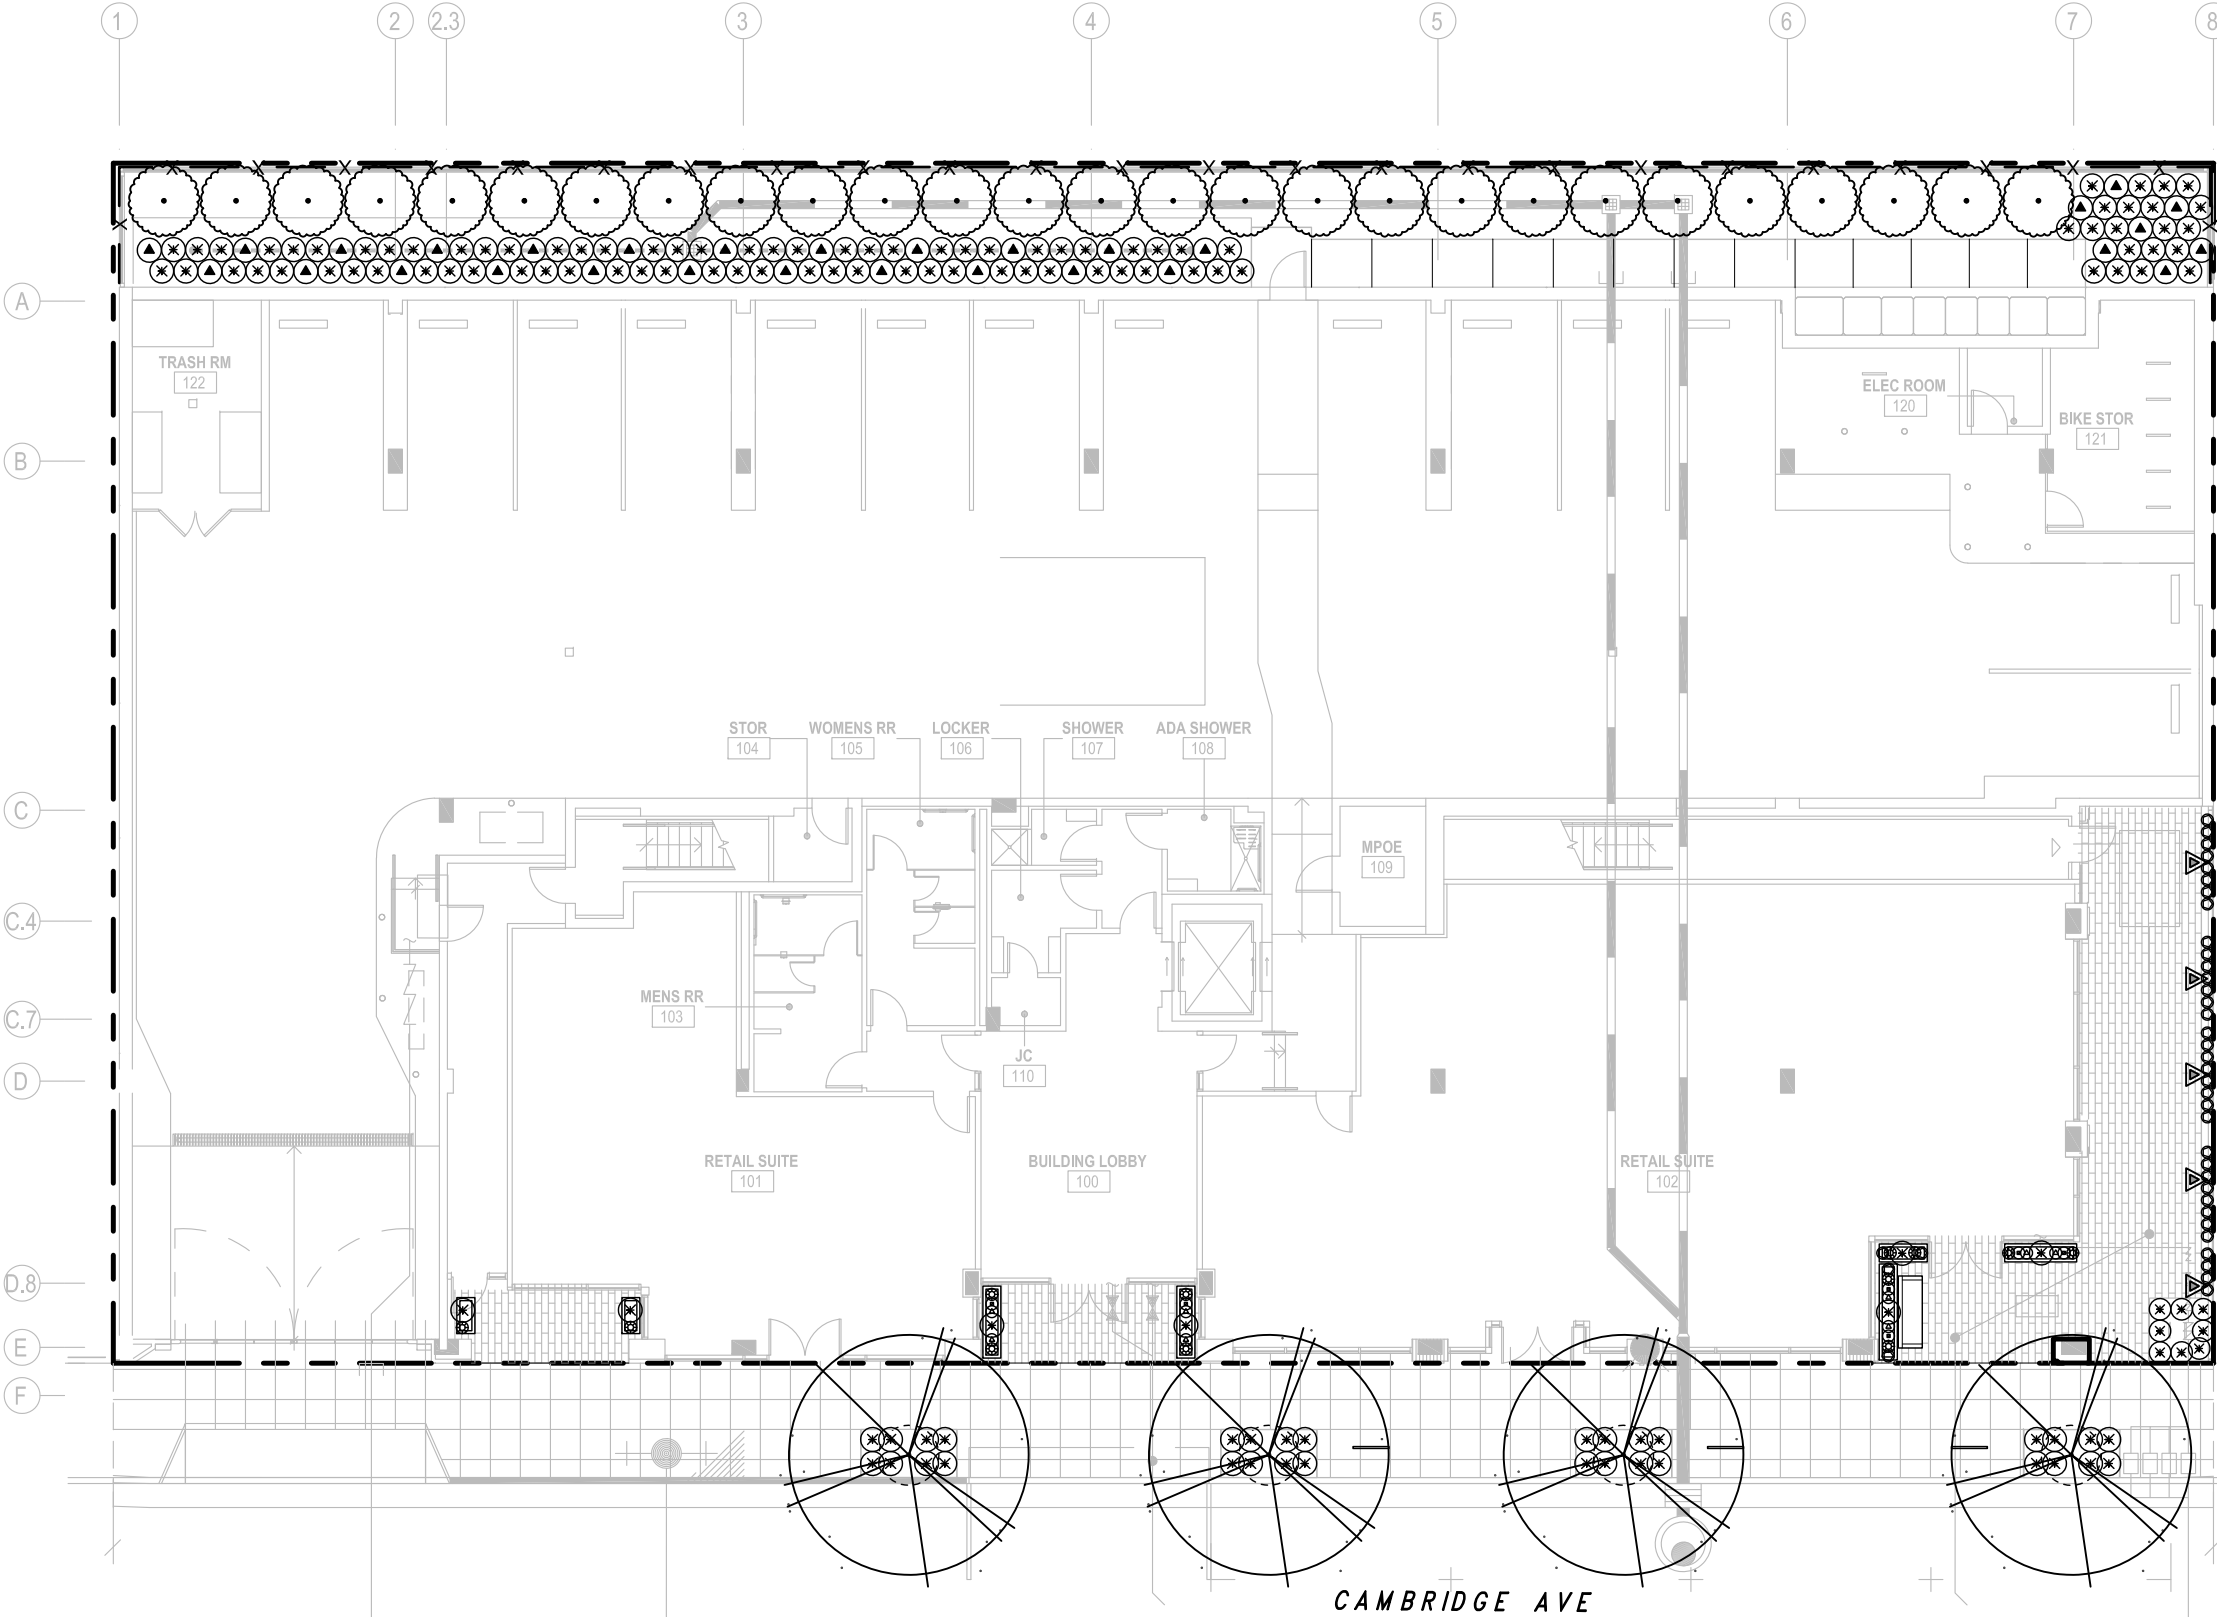 1 2 2.3 3 4 5 6 7 8
A
TRASH RM
122
ELEC ROOM
120
BIKE STOR
121
B
STOR
104
WOMENS RR
105
LOCKER
106
SHOWER
107
ADA SHOWER
108
C
MPOE
109
C.4
MENS RR
103
C.7
JC
110
D
RETAIL SUITE
101
BUILDING LOBBY
100
RETAIL SUITE
102
D.8
E
F
CAMBRIDGE AVE